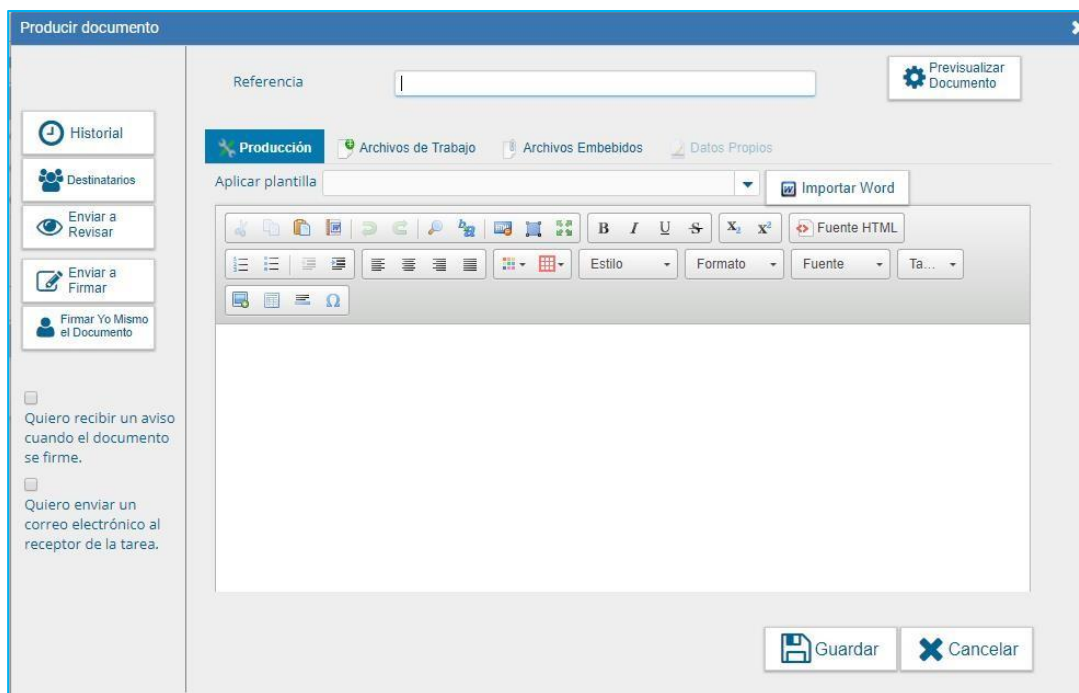 Producir documento
Referencia
Previsualizar
Documento
Historial
Destinatarios
Enviar a
Revisar
Enviar a
Firmar
Firmar Yo Mismo
el Documento
Quiero recibir un aviso
cuando el documento
se firme.
Quiero enviar un
correo electrónico al
receptor de la tarea.
Producción Archivos de Trabajo Archivos Embebidos Datos Propios
Aplicar plantilla Importar Word
B I U S X₂ X² Fuente HTML
Estilo Formato Fuente Ta...
Ω
Guardar Cancelar